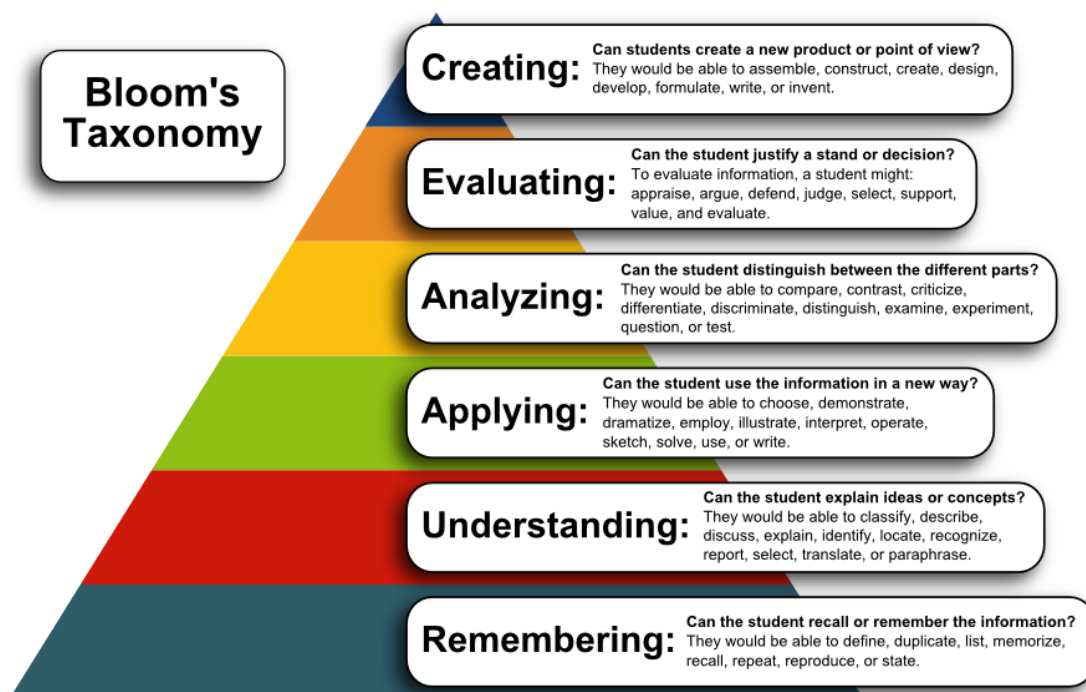 Bloom's
Taxonomy
Creating:
Can students create a new product or point of view?
They would be able to assemble, construct, create, design,
develop, formulate, write, or invent.
Evaluating:
Can the student justify a stand or decision?
To evaluate information, a student might:
appraise, argue, defend, judge, select, support,
value, and evaluate.
Analyzing:
Can the student distinguish between the different parts?
They would be able to compare, contrast, criticize,
differentiate, discriminate, distinguish, examine, experiment,
question, or test.
Applying:
Can the student use the information in a new way?
They would be able to choose, demonstrate,
dramatize, employ, illustrate, interpret, operate,
sketch, solve, use, or write.
Understanding:
Can the student explain ideas or concepts?
They would be able to classify, describe,
discuss, explain, identify, locate, recognize,
report, select, translate, or paraphrase.
Remembering:
Can the student recall or remember the information?
They would be able to define, duplicate, list, memorize,
recall, repeat, reproduce, or state.